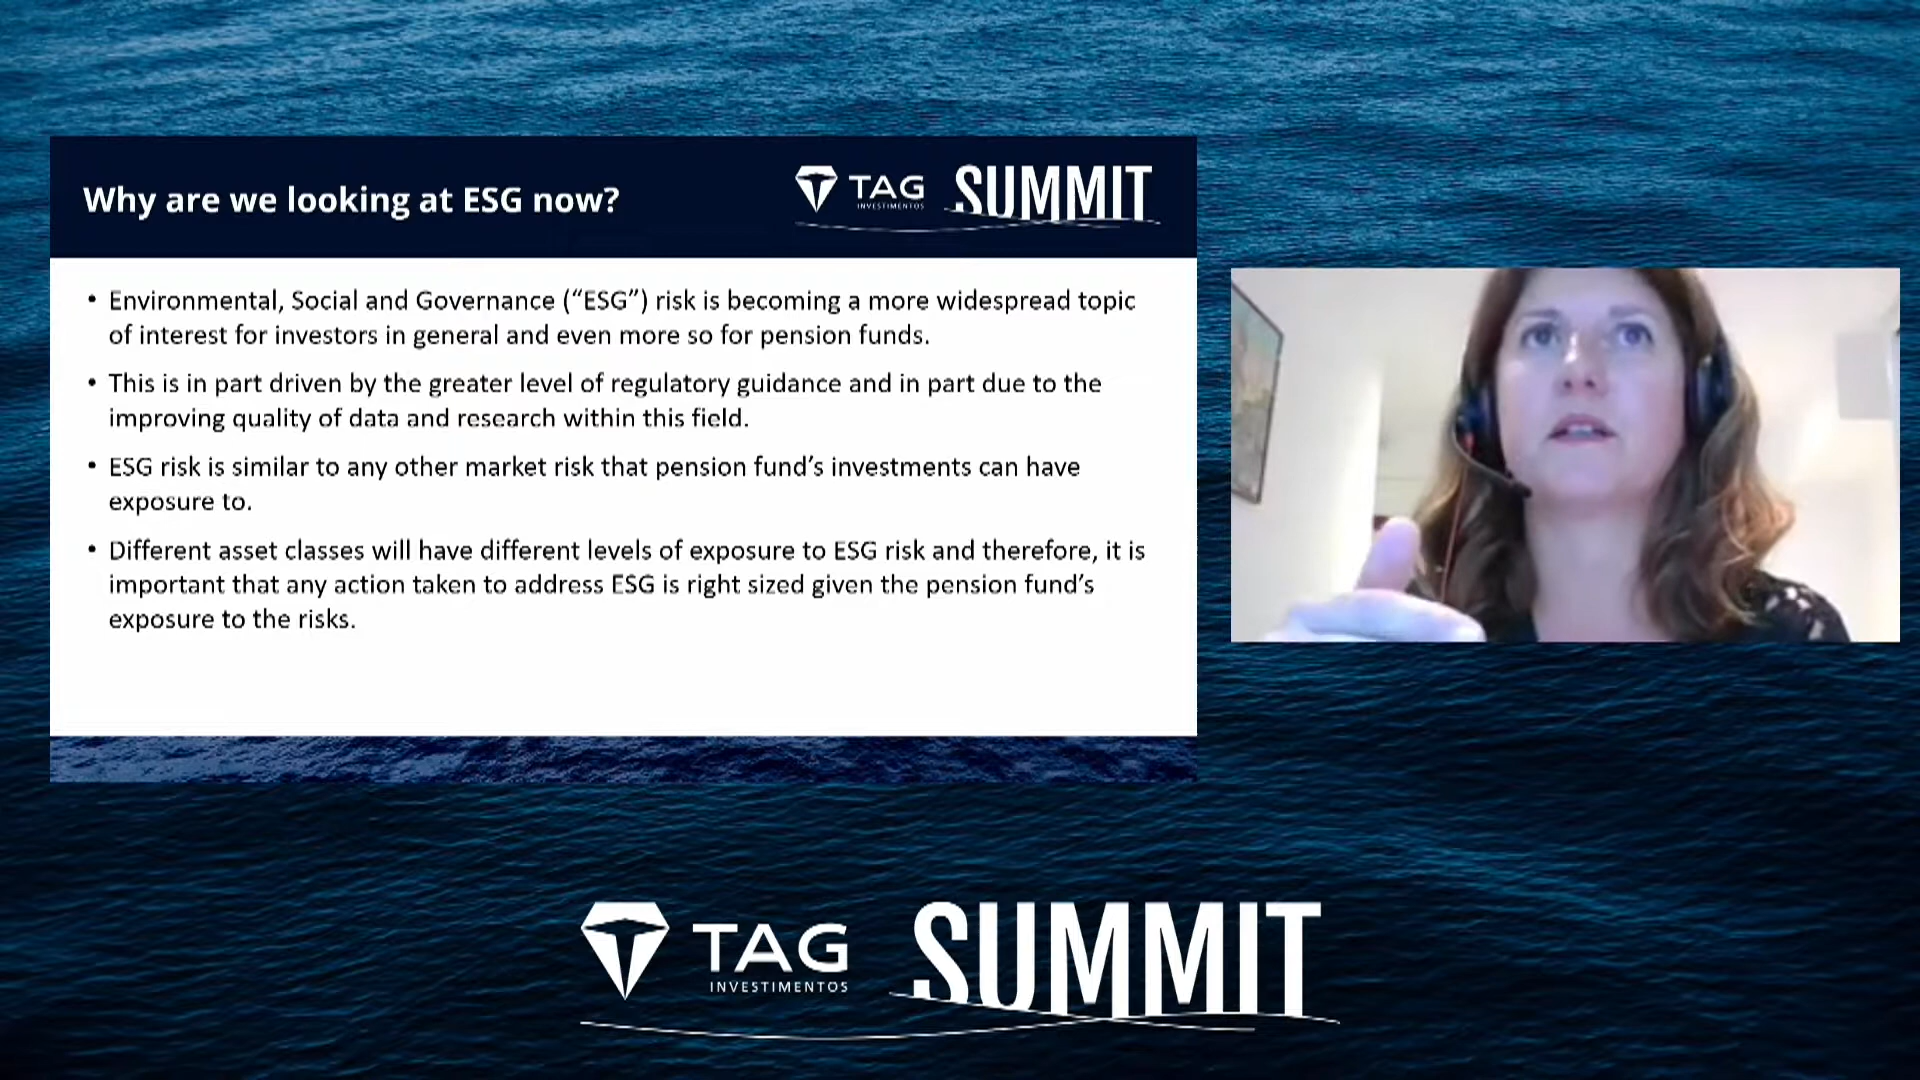 Why are we looking at ESG now?
TAG
INVESTIMENTOS
SUMMIT
• Environmental, Social and Governance (“ESG”) risk is becoming a more widespread topic
of interest for investors in general and even more so for pension funds.
• This is in part driven by the greater level of regulatory guidance and in part due to the
improving quality of data and research within this field.
• ESG risk is similar to any other market risk that pension fund’s investments can have
exposure to.
• Different asset classes will have different levels of exposure to ESG risk and therefore, it is
important that any action taken to address ESG is right sized given the pension fund’s
exposure to the risks.
TAG
INVESTIMENTOS
SUMMIT